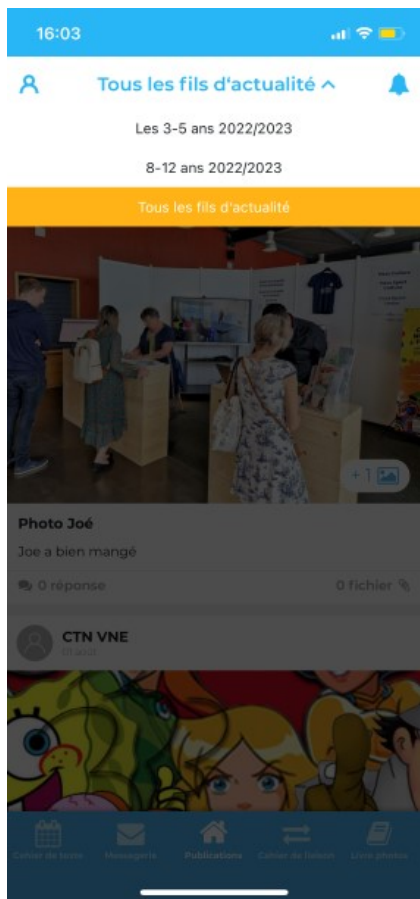 16:03
Tous les fils d'actualité
Les 3-5 ans 2022/2023
8-12 ans 2022/2023
Tous les fils d'actualité
+ 1
Photo Joé
Joe a bien mangé
0 réponse
0 fichier
CTN VNE
01 août
Cahier de texte
Messagerie
Publications
Cahier de liaison
Livre photos